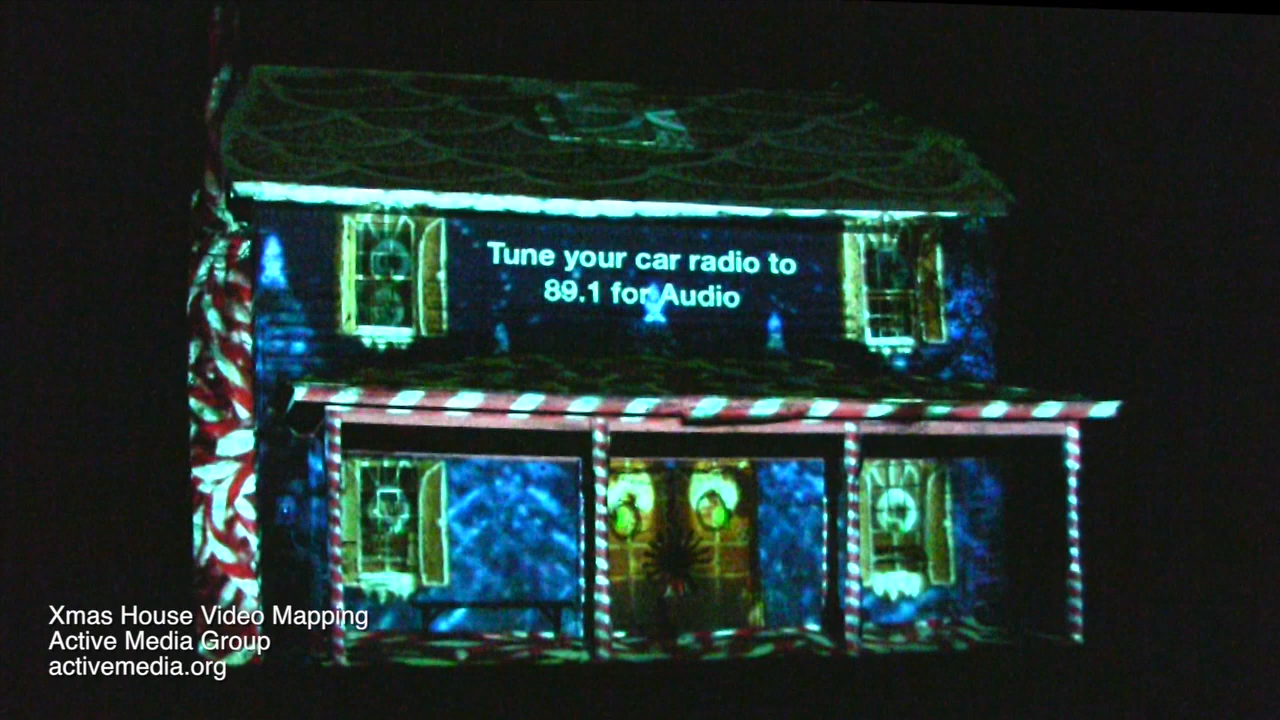 Tune your car radio to
89.1 for Audio
Xmas House Video Mapping
Active Media Group
activemedia.org